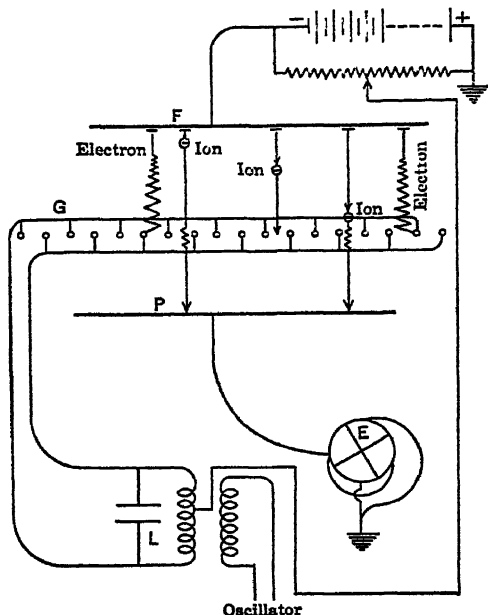 - +
F
Electron
Ion
Ion
Electron
G
Ion
P
E
L
Oscillator